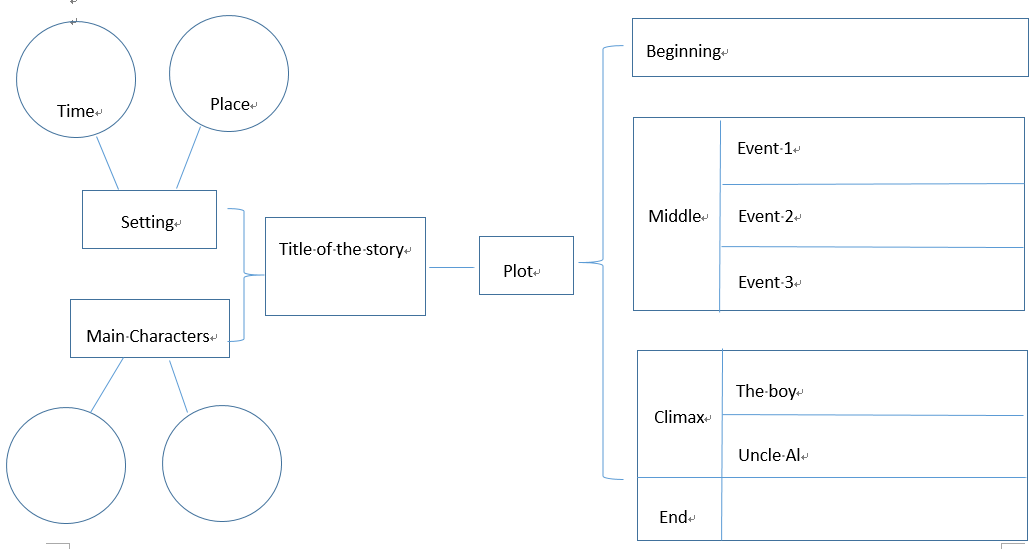 Time
Place
Setting
Main Characters
Title of the story
Plot
Beginning
Middle
Event 1
Event 2
Event 3
Climax
The boy
Uncle Al
End